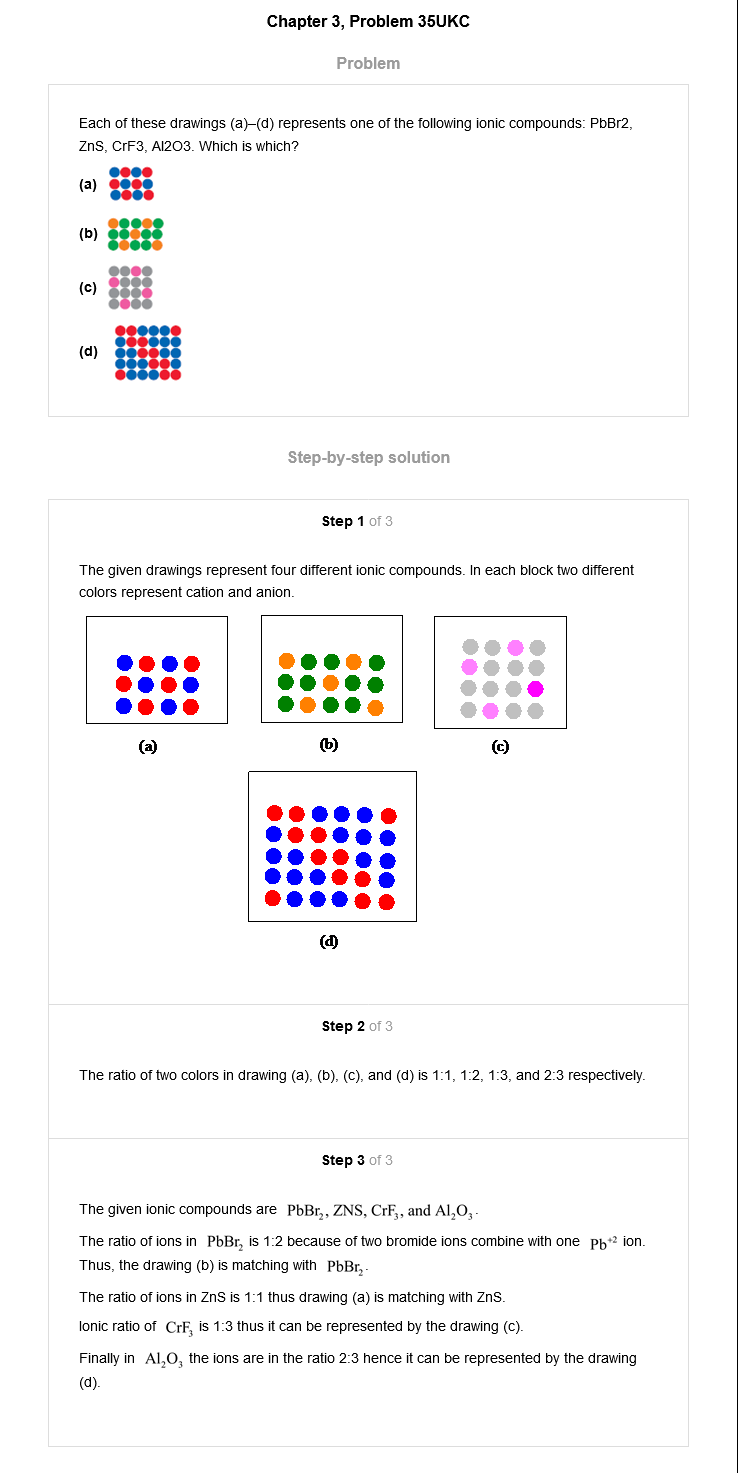 Chapter 3, Problem 35UKC
Problem
Each of these drawings (a)–(d) represents one of the following ionic compounds: PbBr2,
ZnS, CrF3, Al2O3. Which is which?
(a)
(b)
(c)
(d)
Step-by-step solution
Step 1 of 3
The given drawings represent four different ionic compounds. In each block two different
colors represent cation and anion.
(a)
(b)
(c)
(d)
Step 2 of 3
The ratio of two colors in drawing (a), (b), (c), and (d) is 1:1, 1:2, 1:3, and 2:3 respectively.
Step 3 of 3
The given ionic compounds are PbBr₂, ZNS, CrF₃, and Al₂O₃.
The ratio of ions in PbBr₂ is 1:2 because of two bromide ions combine with one Pb⁺² ion.
Thus, the drawing (b) is matching with PbBr₂.
The ratio of ions in ZnS is 1:1 thus drawing (a) is matching with ZnS.
Ionic ratio of CrF₃ is 1:3 thus it can be represented by the drawing (c).
Finally in Al₂O₃ the ions are in the ratio 2:3 hence it can be represented by the drawing
(d).